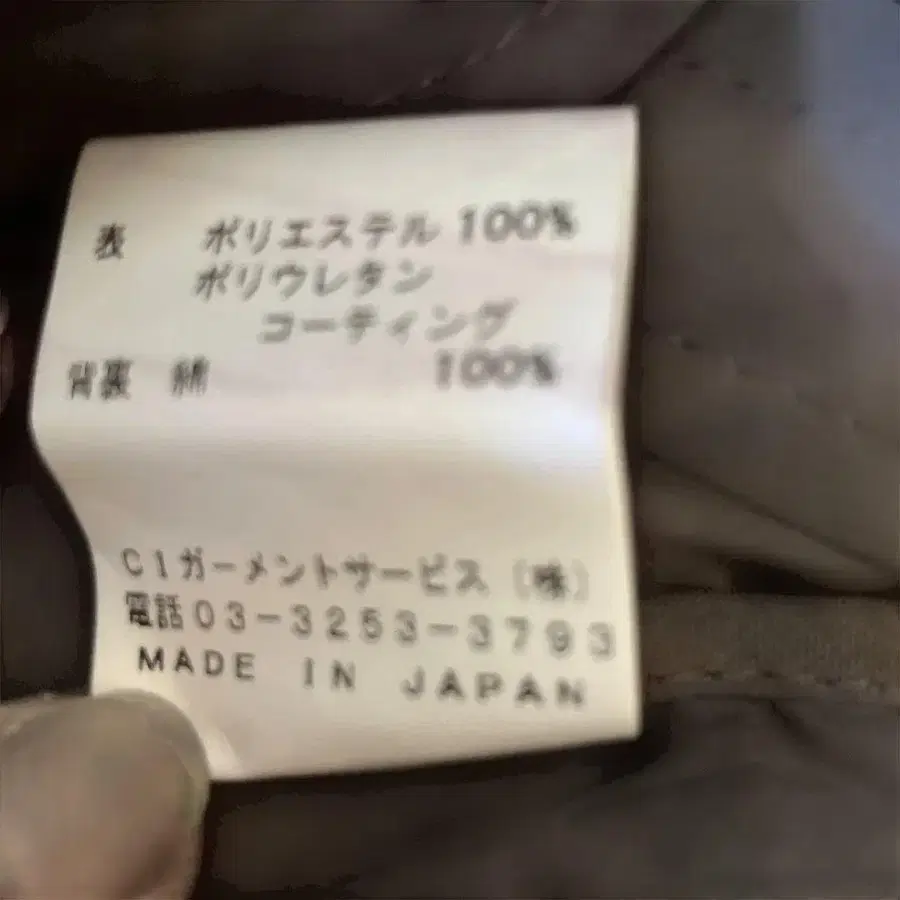 表 ポリエステル 100%
ポリウレタン
コーティング
背裏 綿 100%
C1ガーメントサービス (株)
電話03-3253-3793
MADE IN JAPAN